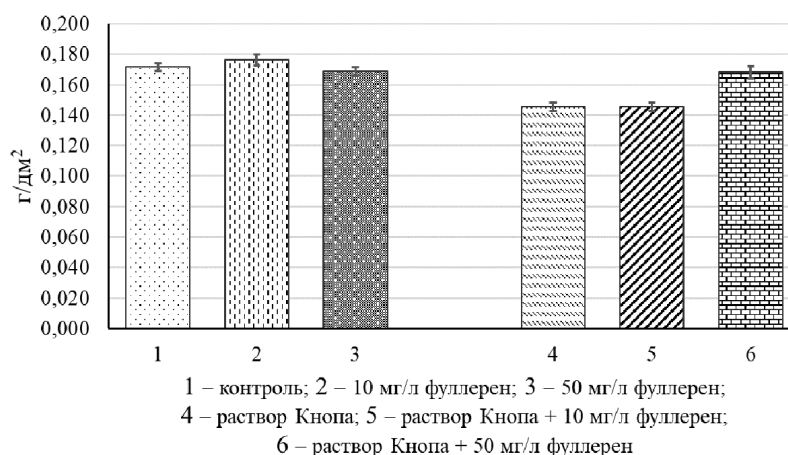 0,200
0,180
0,160
0,140
0,120
0,100
0,080
0,060
0,040
0,020
0,000
г/дм²
1 2 3 4 5 6
1 – контроль; 2 – 10 мг/л фуллерен; 3 – 50 мг/л фуллерен;
4 – раствор Кнопа; 5 – раствор Кнопа + 10 мг/л фуллерен;
6 – раствор Кнопа + 50 мг/л фуллерен